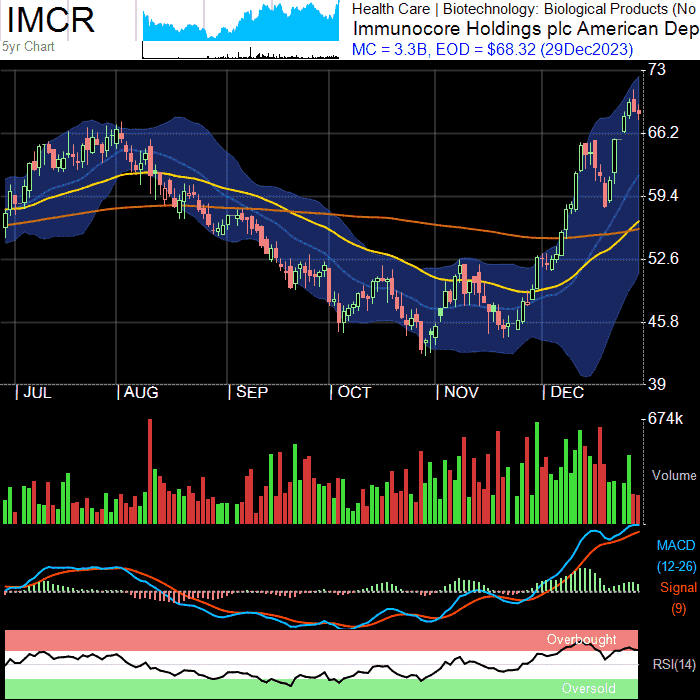 IMCR
5yr Chart
Health Care | Biotechnology: Biological Products (No
Immunocore Holdings plc American Dep
MC = 3.3B, EOD = $68.32 (29Dec2023)
73
66.2
59.4
52.6
45.8
39
|JUL |AUG |SEP |OCT |NOV |DEC
674k
Volume
MACD
(12-26)
Signal
(9)
Overbought
RSI(14)
Oversold